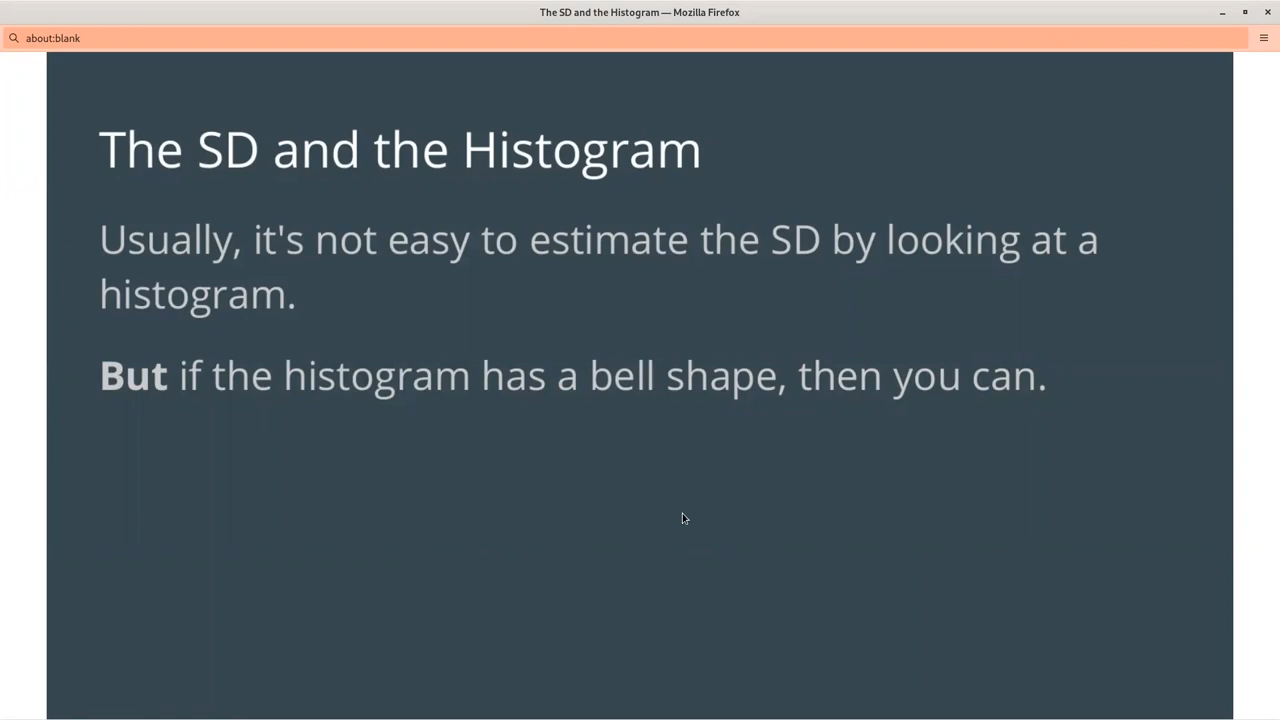 The SD and the Histogram — Mozilla Firefox
about:blank
The SD and the Histogram
Usually, it's not easy to estimate the SD by looking at a
histogram.
But if the histogram has a bell shape, then you can.